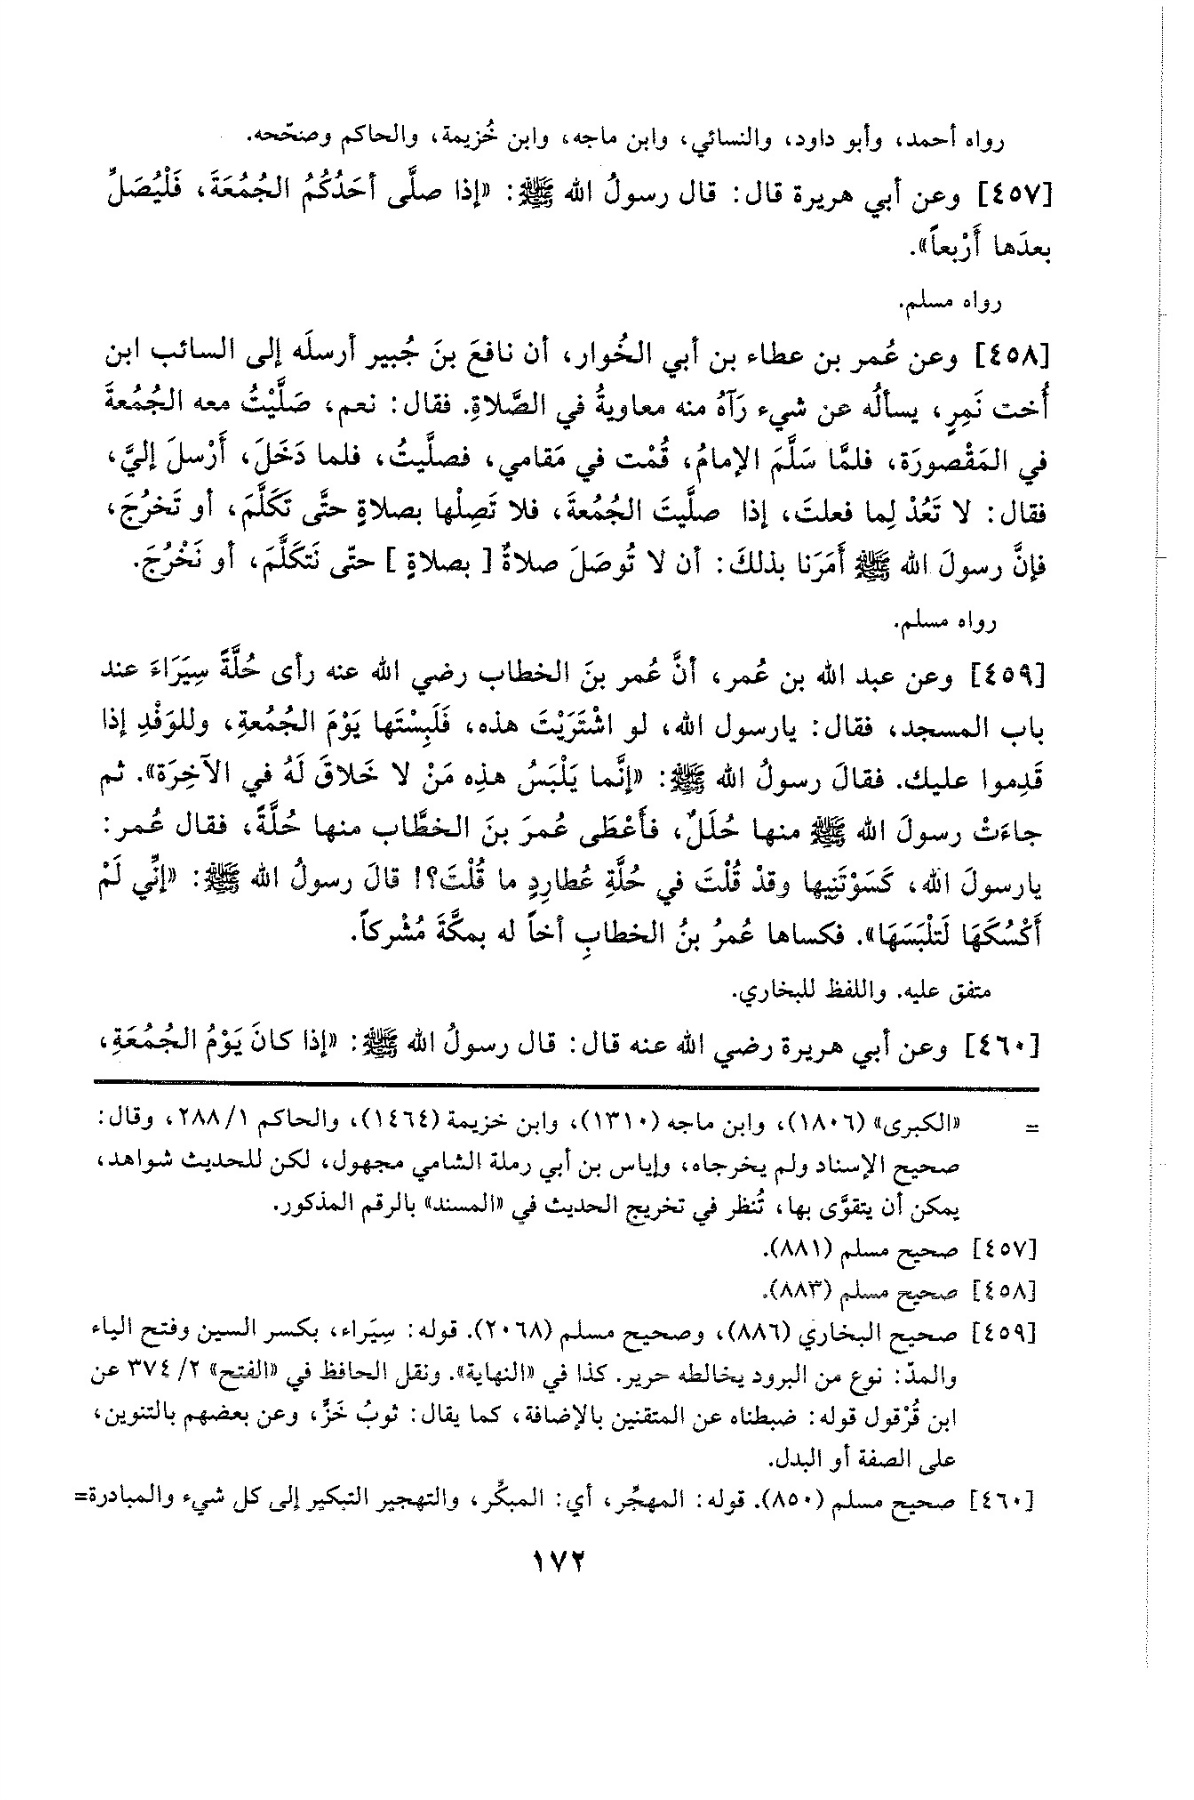 رواه أحمد، وأبو داود، والنسائي، وابن ماجه، وابن خُزيمة، والحاكم وصحّحه.
[٤٥٧] وعن أبي هريرة قال: قال رسولُ الله ﷺ: «إذا صلَّى أحَدُكُمُ الجُمُعَةَ، فَلْيُصَلِّ
بعدَها أَرْبعاً».
رواه مسلم.
[٤٥٨] وعن عُمر بن عطاء بن أبي الخُوار، أن نافعَ بنَ جُبير أرسلَه إلى السائب ابن
أُخت نَمِرٍ، يسألُه عن شيء رَآهُ منه معاويةُ في الصَّلاةِ. فقال: نعم، صَلَّيْتُ معه الجُمُعةَ
في المَقْصورَة، فلمَّا سَلَّمَ الإمامُ، قُمْت في مَقامي، فصلَّيتُ، فلما دَخَلَ، أَرْسلَ إليَّ،
فقال: لا تَعُدْ لِما فعلتَ، إذا صلَّيتَ الجُمُعةَ، فلا تَصِلْها بصلاةٍ حتَّى تَكَلَّمَ، أو تَخرُجَ،
فإنَّ رسولَ الله ﷺ أَمَرَنا بذلكَ: أن لا تُوصَلَ صلاةٌ [ بصلاةٍ ] حتّى نَتكلَّمَ، أو نَخْرُجَ.
رواه مسلم.
[٤٥٩] وعن عبد الله بن عُمر، أنَّ عُمر بنَ الخطاب رضي الله عنه رأى حُلَّةً سِيَرَاءَ عند
باب المسجد، فقال: يارسول الله، لو اشْتَرَيْتَ هذه، فَلَبِسْتَها يَوْمَ الجُمُعةِ، وللوَفْدِ إذا
قَدِموا عليك. فقالَ رسولُ الله ﷺ: «إنَّما يَلْبَسُ هذِه مَنْ لا خَلاقَ لَهُ في الآخِرَة». ثم
جاءَتْ رسولَ الله ﷺ منها حُلَلٌ، فأَعْطَى عُمرَ بنَ الخطَّاب منها حُلَّةً، فقال عُمر:
يارسولَ الله، كَسَوْتَنِيها وقدْ قُلْتَ في حُلَّةِ عُطارِدٍ ما قُلْتَ؟! قالَ رسولُ الله ﷺ: «إنِّي لَمْ
أَكْسُكَهَا لَتلْبَسَهَا». فكساها عُمرُ بنُ الخطابِ أخاً له بمكَّةَ مُشْركاً.
متفق عليه. واللفظ للبخاري.
[٤٦٠] وعن أبي هريرة رضي الله عنه قال: قال رسولُ الله ﷺ: «إذا كانَ يَوْمُ الجُمُعَةِ،
= «الكبرى» (١٨٠٦)، وابن ماجه (١٣١٠)، وابن خزيمة (١٤٦٤)، والحاكم ١/ ٢٨٨، وقال:
صحيح الإسناد ولم يخرجاه، وإياس بن أبي رملة الشامي مجهول، لكن للحديث شواهد،
يمكن أن يتقوَّى بها، تُنظر في تخريج الحديث في «المسند» بالرقم المذكور.
[٤٥٧] صحيح مسلم (٨٨١).
[٤٥٨] صحيح مسلم (٨٨٣).
[٤٥٩] صحيح البخاري (٨٨٦)، وصحيح مسلم (٢٠٦٨). قوله: سِيَراء، بكسر السين وفتح الياء
والمدّ: نوع من البرود يخالطه حرير. كذا في «النهاية». ونقل الحافظ في «الفتح» ٢/ ٣٧٤ عن
ابن قُرْقول قوله: ضبطناه عن المتقنين بالإضافة، كما يقال: ثوبُ خَزٍّ، وعن بعضهم بالتنوين،
على الصفة أو البدل.
[٤٦٠] صحيح مسلم (٨٥٠). قوله: المهجِّر، أي: المبكِّر، والتهجير التبكير إلى كل شيء والمبادرة=
١٧٢